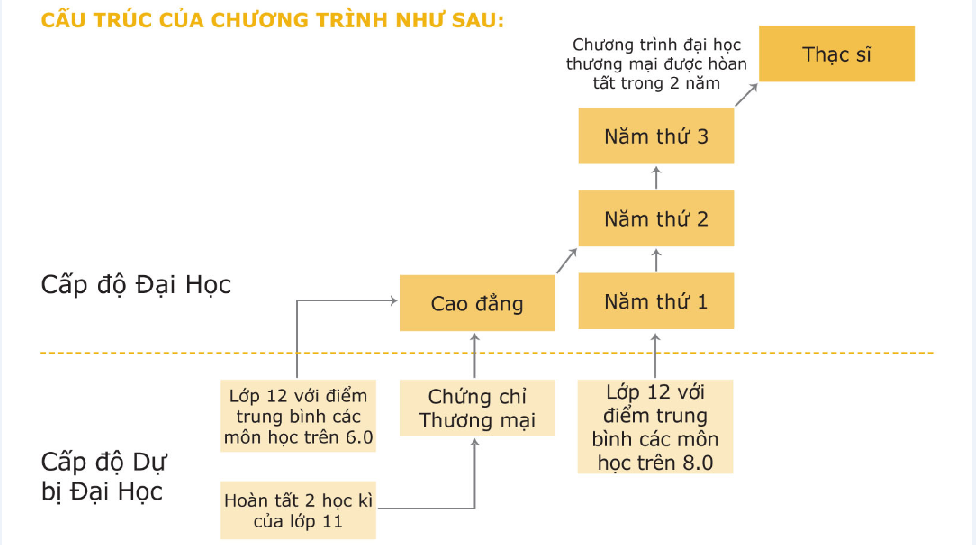 CẤU TRÚC CỦA CHƯƠNG TRÌNH NHƯ SAU:
Chương trình đại học
thương mại được hòan
tất trong 2 năm
Thạc sĩ
Năm thứ 3
Năm thứ 2
Cấp độ Đại Học
Cao đẳng
Năm thứ 1
Lớp 12 với điểm
trung bình các
môn học trên 6.0
Chứng chỉ
Thương mại
Lớp 12 với
điểm trung
bình các môn
học trên 8.0
Cấp độ Dự
bị Đại Học
Hoàn tất 2 học kì
của lớp 11